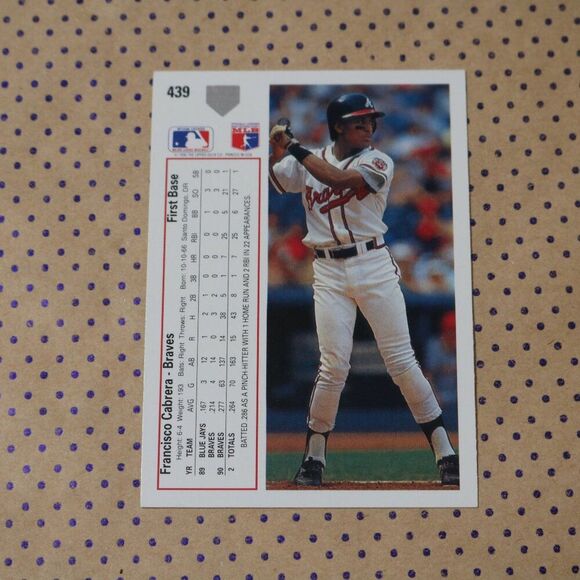 439
MLB
Francisco Cabrera - Braves First Base
Height: 6-4 Weight: 193 Bats: Right Throws: Right Born: 10-10-66 Santo Domingo, DR
YR TEAM AVG G AB R H 2B 3B HR RBI BB SO SB
89 BLUE JAYS .167 3 12 1 2 1 0 0 0 1 3 0
BRAVES .214 4 14 0 3 2 0 0 0 0 3 0
90 BRAVES .277 63 137 14 38 5 1 7 25 5 21 1
2 TOTALS .264 70 163 15 43 8 1 7 25 6 27 1
BATTED .286 AS A PINCH-HITTER WITH 1 HOME RUN AND 2 RBI IN 22 APPEARANCES.
Braves